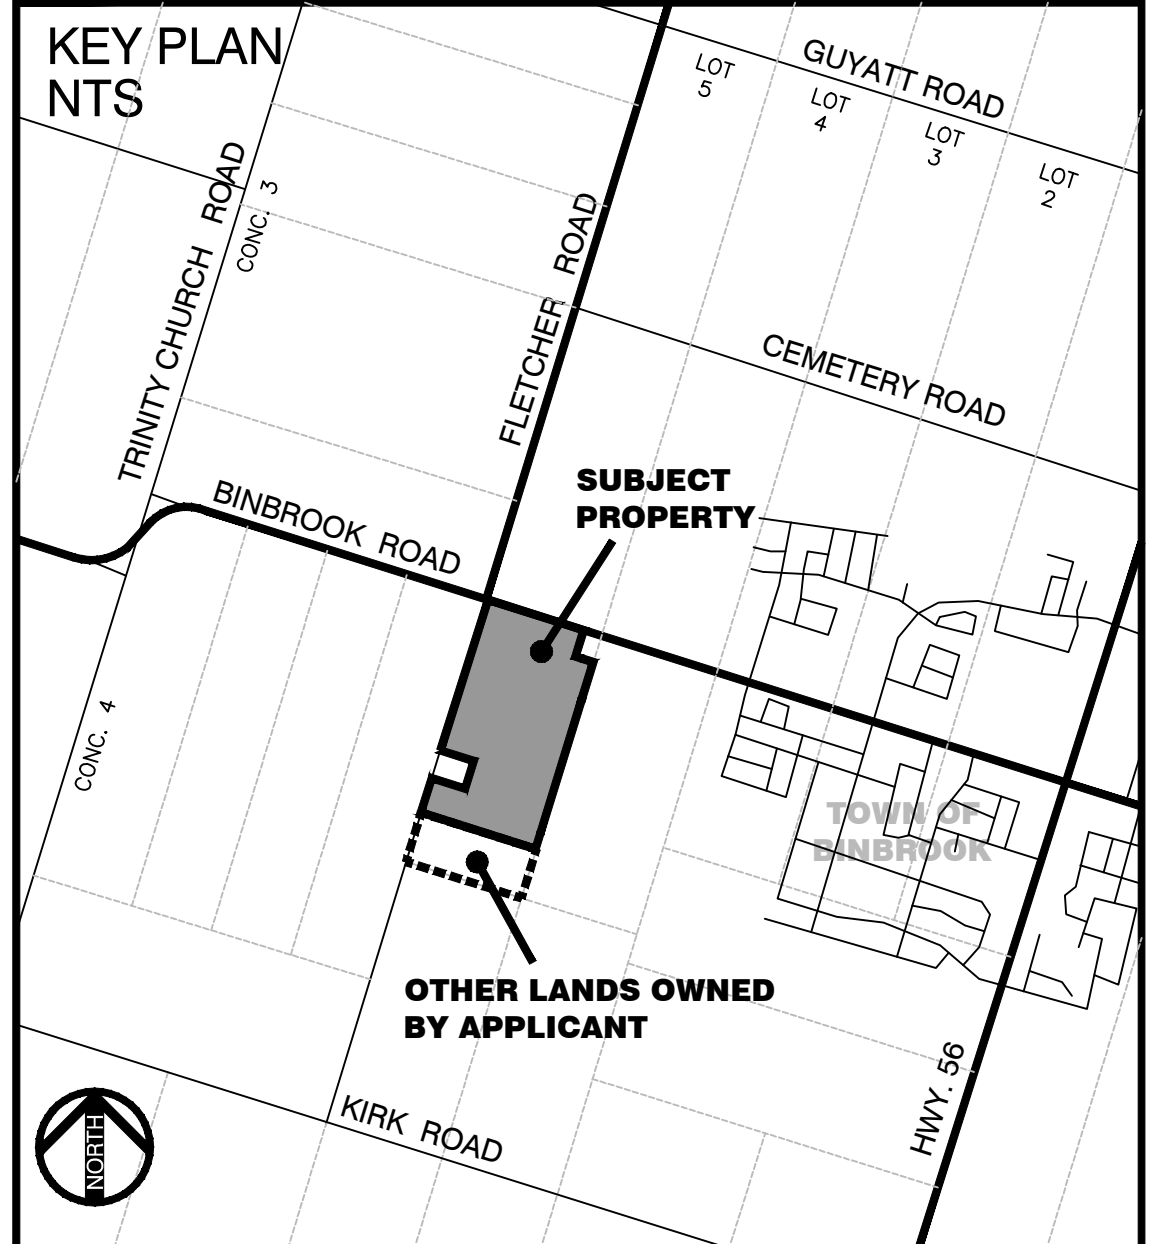 KEY PLAN
NTS
GUYATT ROAD
LOT
5
LOT
4
LOT
3
LOT
2
TRINITY CHURCH ROAD
CONC. 3
FLETCHER ROAD
CEMETERY ROAD
SUBJECT
PROPERTY
BINBROOK ROAD
CONC. 4
TOWN OF
BINBROOK
OTHER LANDS OWNED
BY APPLICANT
HWY. 56
KIRK ROAD
NORTH